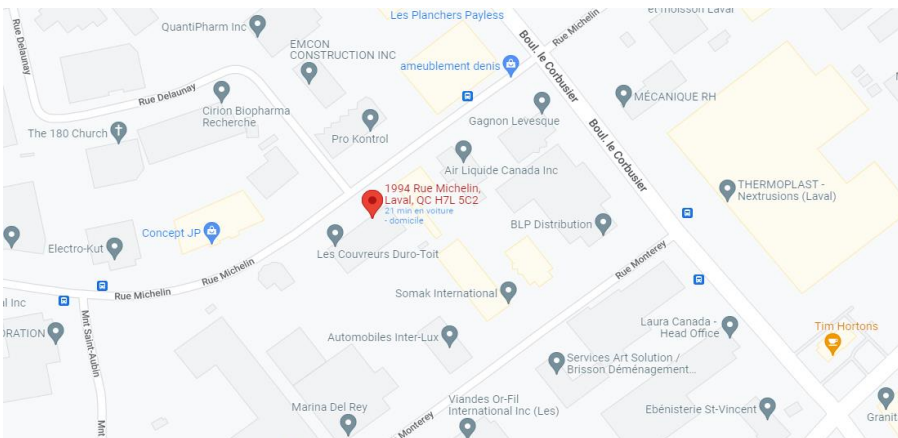 Rue Delaunay
QuantiPharm Inc
Les Planchers Payless
et moisson Laval
Rue Michelin
EMCON
CONSTRUCTION INC
Boul. le Corbusier
ameublement denis
Rue Delaunay
Cirion Biopharma
Recherche
MÉCANIQUE RH
Gagnon Levesque
The 180 Church
Pro Kontrol
Boul. le Corbusier
Air Liquide Canada Inc
1994 Rue Michelin,
Laval, QC H7L 5C2
21 min en voiture
- domicile
THERMOPLAST -
Nextrusions (Laval)
BLP Distribution
Concept JP
Electro-Kut
Les Couvreurs Duro-Toit
Rue Michelin
Rue Monterey
Rue Michelin
Somak International
al Inc
Mnt Saint-Aubin
Laura Canada -
Head Office
Tim Hortons
ORATION
Automobiles Inter-Lux
Services Art Solution /
Brisson Déménagement...
Marina Del Rey
Viandes Or-Fil
International Inc (Les)
Ebénisterie St-Vincent
Granit
Monterey
Mnt